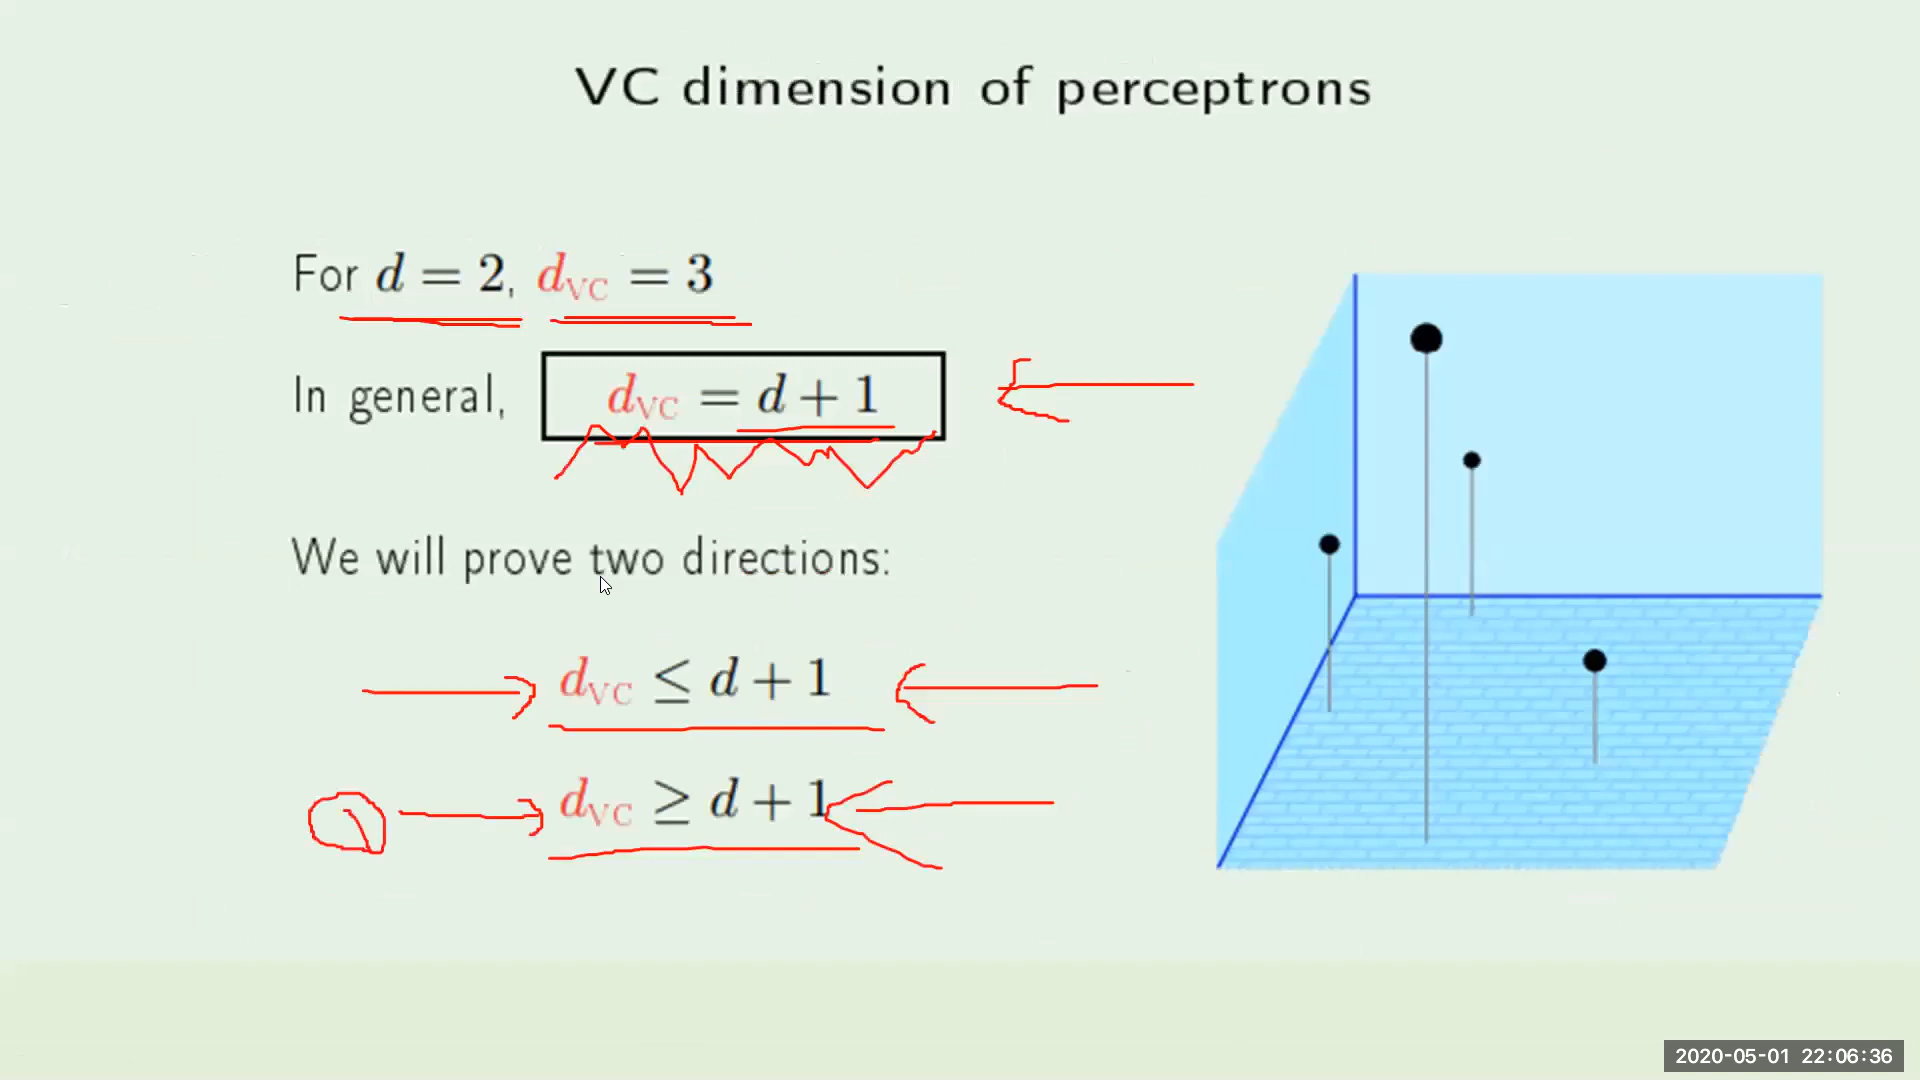 VC dimension of perceptrons
For d = 2, d_VC = 3
In general, d_VC = d + 1
We will prove two directions:
d_VC ≤ d + 1
d_VC ≥ d + 1
2020-05-01 22:06:36